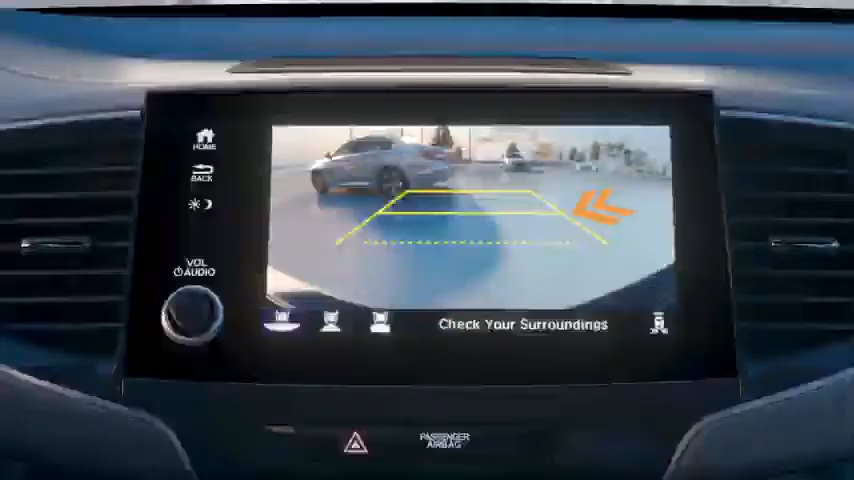 HOME
BACK
VOL
AUDIO
Check Your Surroundings
PASSENGER
AIRBAG